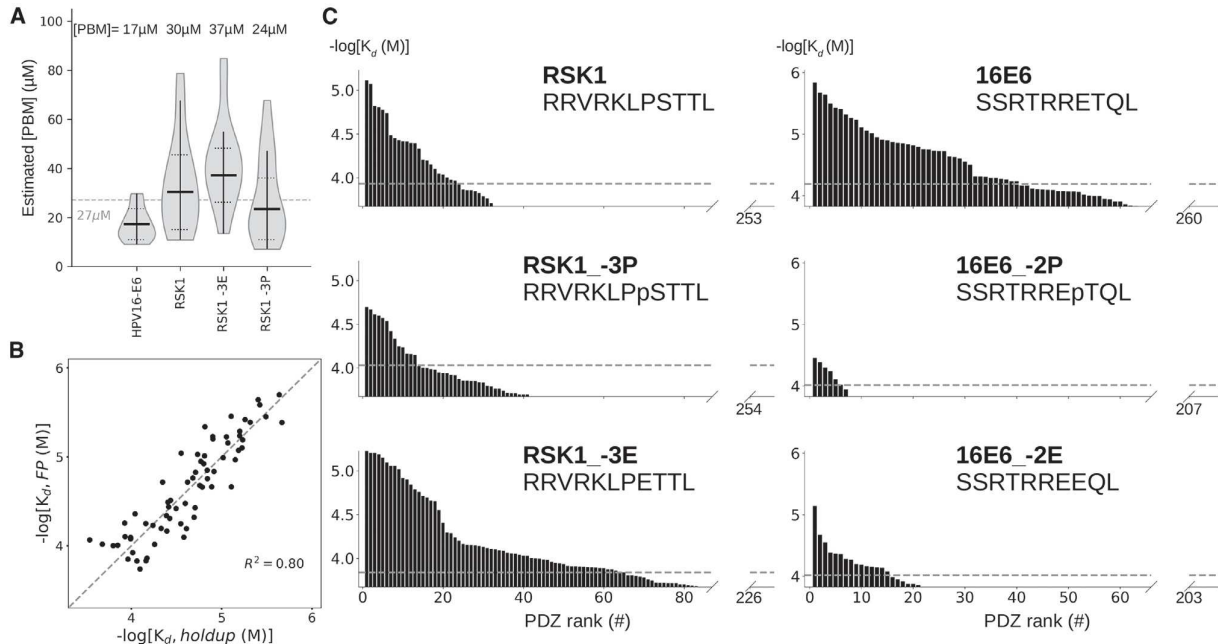 A
[PBM]= 17µM 30µM 37µM 24µM
Estimated [PBM] (µM)
100
80
60
40
20
0
27µM
HPV16-E6
RSK1
RSK1 -3E
RSK1 -3P
B
-log[Kd, FP (M)]
6
5
4
R² = 0.80
4 5 6
-log[Kd, holdup (M)]
C
-log[Kd (M)]
RSK1
RRVRKLPSTTL
5.0
4.5
4.0
253
RSK1_-3P
RRVRKLPpSTTL
5.0
4.5
4.0
254
RSK1_-3E
RRVRKLPETTL
5.0
4.5
4.0
0 20 40 60 80
226
PDZ rank (#)
-log[Kd (M)]
16E6
SSRTRRETQL
6
5
4
260
16E6_-2P
SSRTRREpTQL
6
5
4
207
16E6_-2E
SSRTRREEQL
6
5
4
0 10 20 30 40 50 60
203
PDZ rank (#)